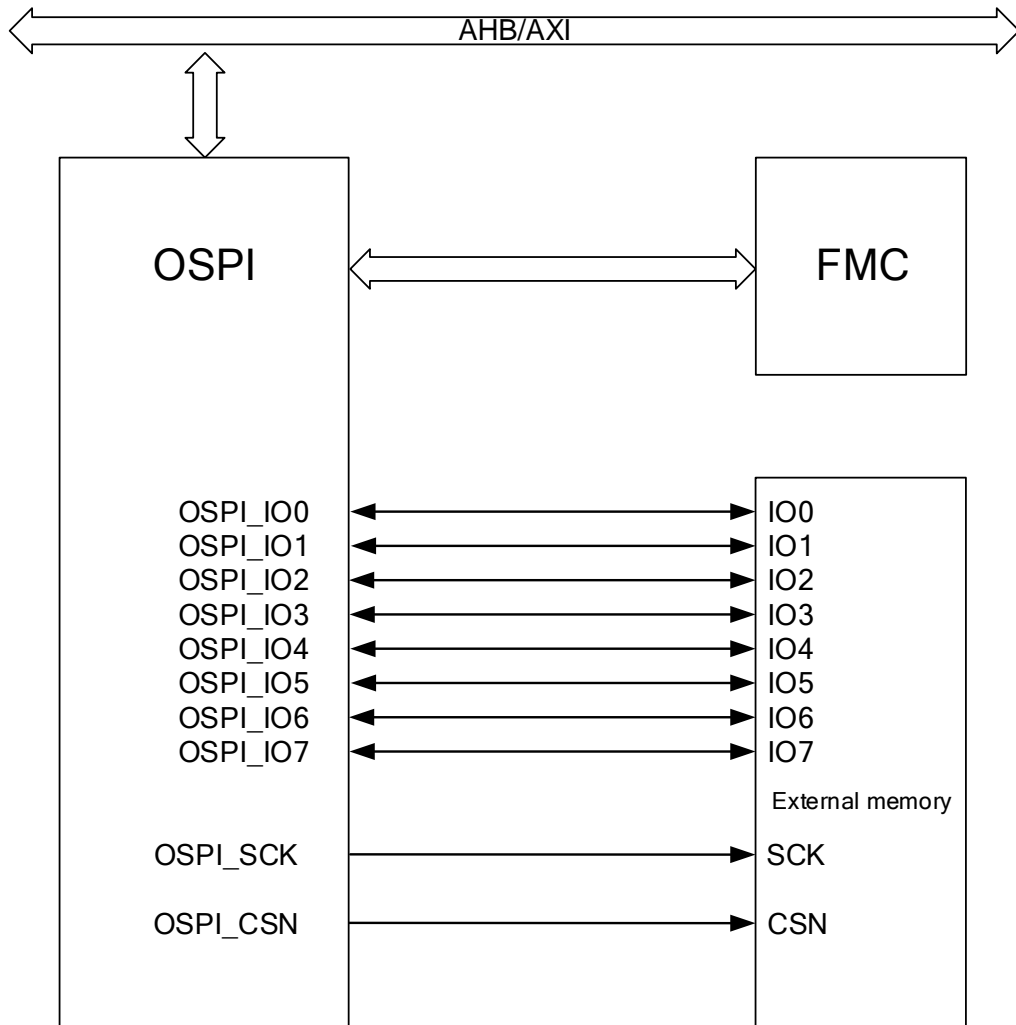 AHB/AXI
OSPI
FMC
OSPI_IO0
IO0
OSPI_IO1
IO1
OSPI_IO2
IO2
OSPI_IO3
IO3
OSPI_IO4
IO4
OSPI_IO5
IO5
OSPI_IO6
IO6
OSPI_IO7
IO7
External memory
OSPI_SCK
SCK
OSPI_CSN
CSN